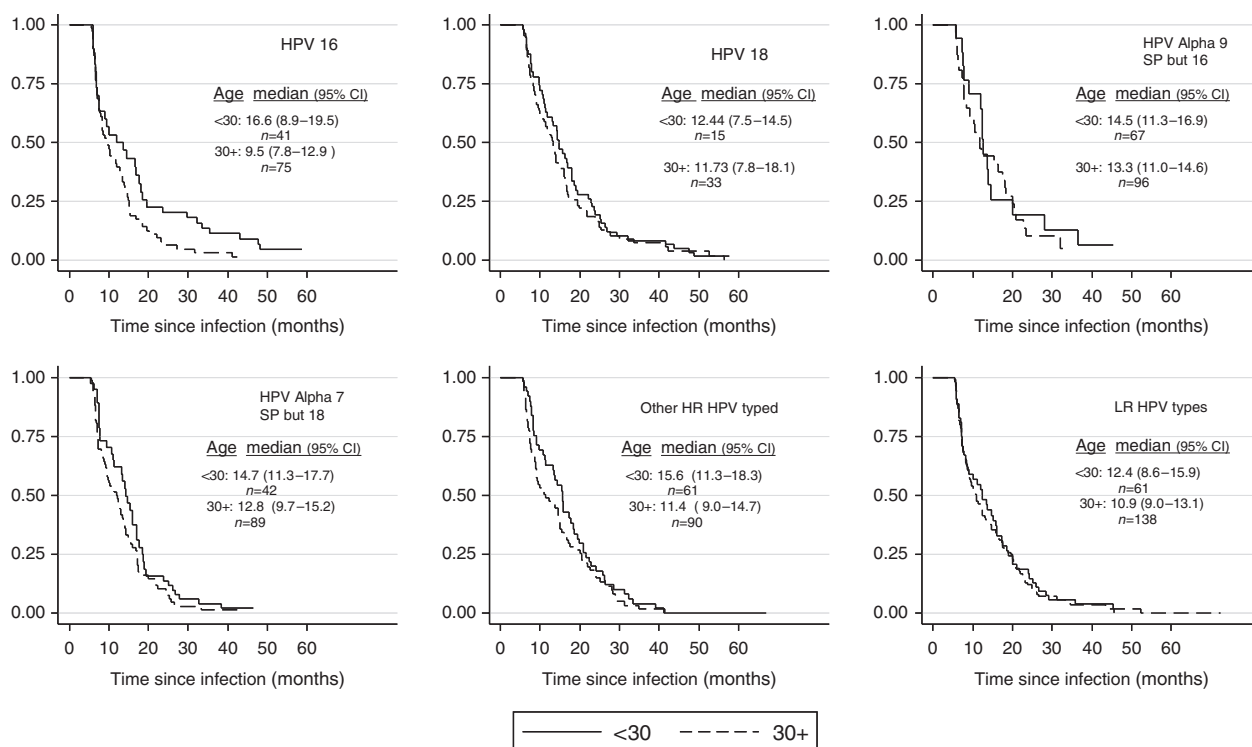 HPV 16
Age median (95% CI)
<30: 16.6 (8.9–19.5)
n=41
30+: 9.5 (7.8–12.9 )
n=75
1.00
0.75
0.50
0.25
0.00
0 10 20 30 40 50 60
Time since infection (months)
HPV 18
Age median (95% CI)
<30: 12.44 (7.5–14.5)
n=15
30+: 11.73 (7.8–18.1)
n=33
1.00
0.75
0.50
0.25
0.00
0 10 20 30 40 50 60
Time since infection (months)
HPV Alpha 9
SP but 16
Age median (95% CI)
<30: 14.5 (11.3–16.9)
n=67
30+: 13.3 (11.0–14.6)
n=96
1.00
0.75
0.50
0.25
0.00
0 10 20 30 40 50 60
Time since infection (months)
HPV Alpha 7
SP but 18
Age median (95% CI)
<30: 14.7 (11.3–17.7)
n=42
30+: 12.8 (9.7–15.2)
n=89
1.00
0.75
0.50
0.25
0.00
0 10 20 30 40 50 60
Time since infection (months)
Other HR HPV typed
Age median (95% CI)
<30: 15.6 (11.3–18.3)
n=61
30+: 11.4 ( 9.0–14.7)
n=90
1.00
0.75
0.50
0.25
0.00
0 10 20 30 40 50 60
Time since infection (months)
LR HPV types
Age median (95% CI)
<30: 12.4 (8.6–15.9)
n=61
30+: 10.9 (9.0–13.1)
n=138
1.00
0.75
0.50
0.25
0.00
0 10 20 30 40 50 60
Time since infection (months)
<30 30+